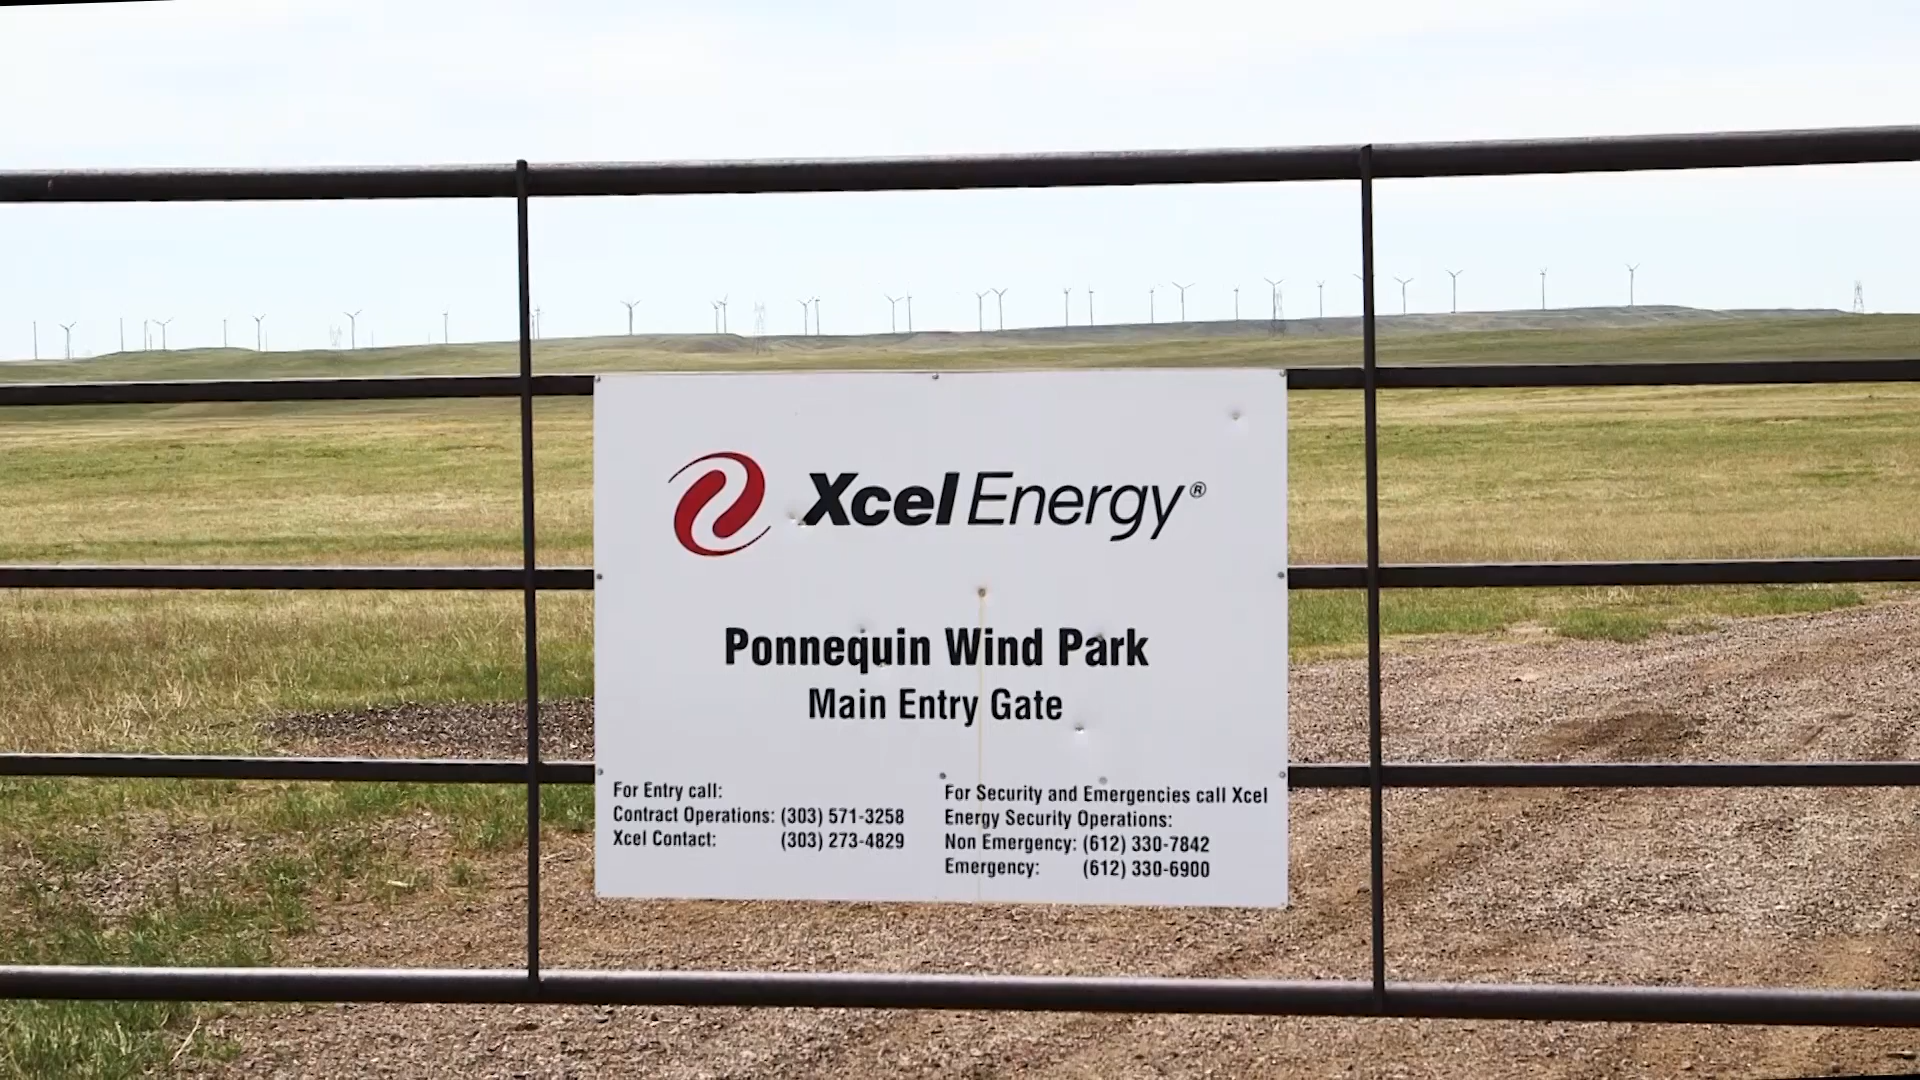 Xcel Energy®
Ponnequin Wind Park
Main Entry Gate
For Entry call:
Contract Operations: (303) 571-3258
Xcel Contact: (303) 273-4829
For Security and Emergencies call Xcel
Energy Security Operations:
Non Emergency: (612) 330-7842
Emergency: (612) 330-6900